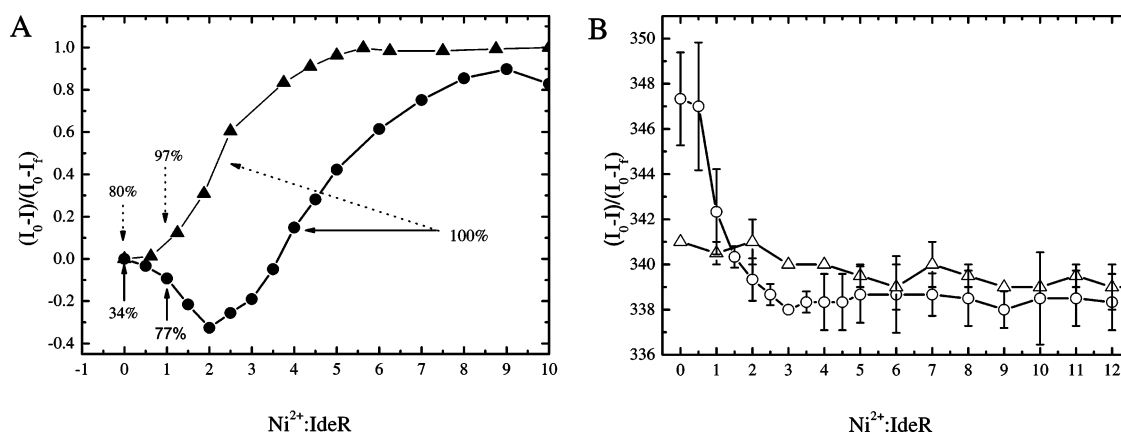 A
(I₀-I)/(I₀-I_f)
1.0
0.8
0.6
0.4
0.2
0.0
-0.2
-0.4
80%
97%
100%
34%
77%
-1 0 1 2 3 4 5 6 7 8 9 10
Ni²⁺:IdeR
B
(I₀-I)/(I₀-I_f)
350
348
346
344
342
340
338
336
0 1 2 3 4 5 6 7 8 9 10 11 12
Ni²⁺:IdeR